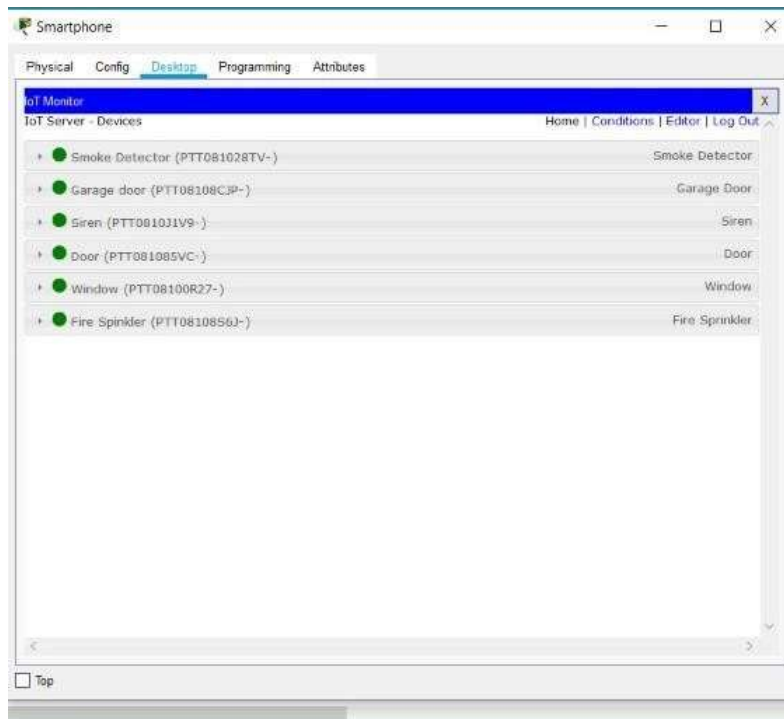 Smartphone
Physical Config Desktop Programming Attributes
IoT Monitor X
IoT Server - Devices Home | Conditions | Editor | Log Out
Smoke Detector (PTT081028TV-) Smoke Detector
Garage door (PTT08108CJP-) Garage Door
Siren (PTT0810J1V9-) Siren
Door (PTT081085VC-) Door
Window (PTT08100R27-) Window
Fire Spinkler (PTT0810856J-) Fire Sprinkler
Top